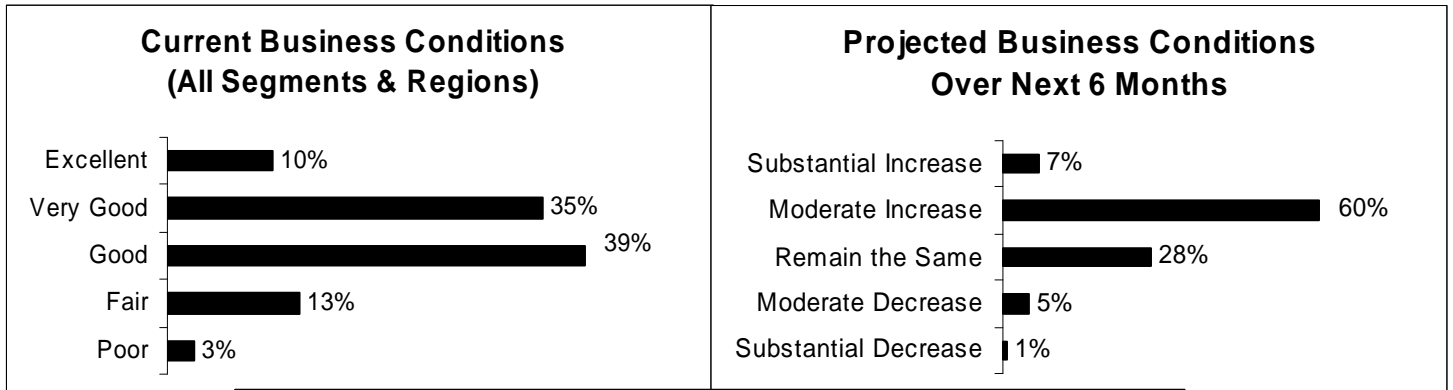 Current Business Conditions
(All Segments & Regions)
Excellent 10%
Very Good 35%
Good 39%
Fair 13%
Poor 3%
Projected Business Conditions
Over Next 6 Months
Substantial Increase 7%
Moderate Increase 60%
Remain the Same 28%
Moderate Decrease 5%
Substantial Decrease 1%